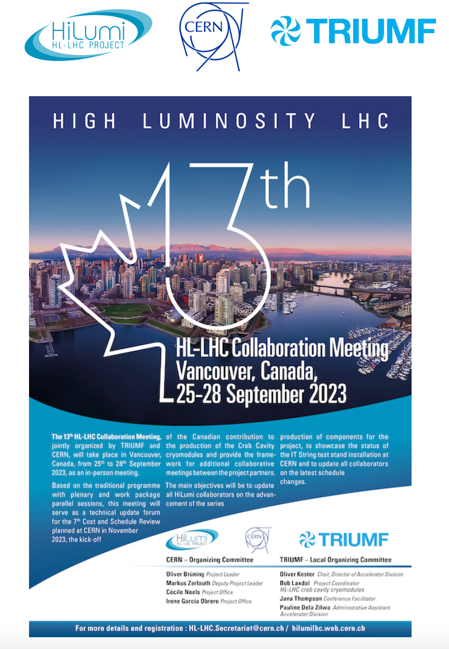 HiLumi
HL-LHC PROJECT
CERN
TRIUMF
HIGH LUMINOSITY LHC
13th
HL-LHC Collaboration Meeting
Vancouver, Canada,
25-28 September 2023
The 13th HL-LHC Collaboration Meeting,
jointly organized by TRIUMF and
CERN, will take place in Vancouver,
Canada, from 25th to 28th September
2023, as an in-person meeting.
Based on the traditional programme
with plenary and work package
parallel sessions, this meeting will
serve as a technical update forum
for the 7th Cost and Schedule Review
planned at CERN in November
2023, the kick-off
of the Canadian contribution to
the production of the Crab Cavity
cryomodules and provide the frame-
work for additional collaborative
meetings between the project partners.
The main objectives will be to update
all HiLumi collaborators on the advan-
cement of the series
production of components for the
project, to showcase the status of
the IT String test stand installation at
CERN and to update all collaborators
on the latest schedule
changes.
HiLumi
HL-LHC PROJECT
CERN
TRIUMF
CERN – Organizing Committee
Oliver Brüning Project Leader
Markus Zerlauth Deputy Project Leader
Cécile Noels Project Office
Irene Garcia Obrero Project Office
TRIUMF – Local Organizing Committee
Oliver Kester Chair, Director of Accelerator Division
Bob Laxdal Project Coordinator
HL-LHC crab cavity cryomodules
Jana Thompson Conference Facilitator
Pauline Dela Zilwa Administrative Assistant
Accelerator Division
For more details and registration : HL-LHC.Secretariat@cern.ch / hilumilhc.web.cern.ch